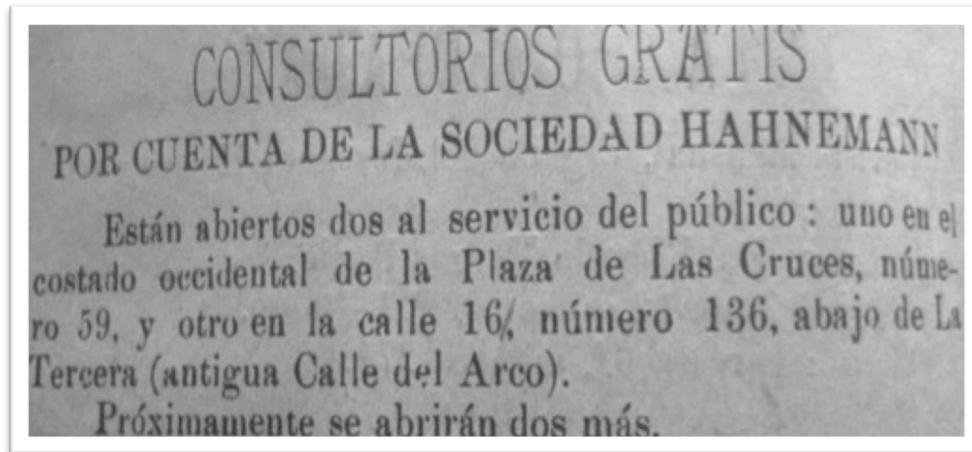 CONSULTORIOS GRATIS
POR CUENTA DE LA SOCIEDAD HAHNEMANN
Están abiertos dos al servicio del público : uno en el
costado occidental de la Plaza de Las Cruces, núme-
ro 59, y otro en la calle 16, número 136, abajo de La
Tercera (antigua Calle del Arco).
Próximamente se abrirán dos más.